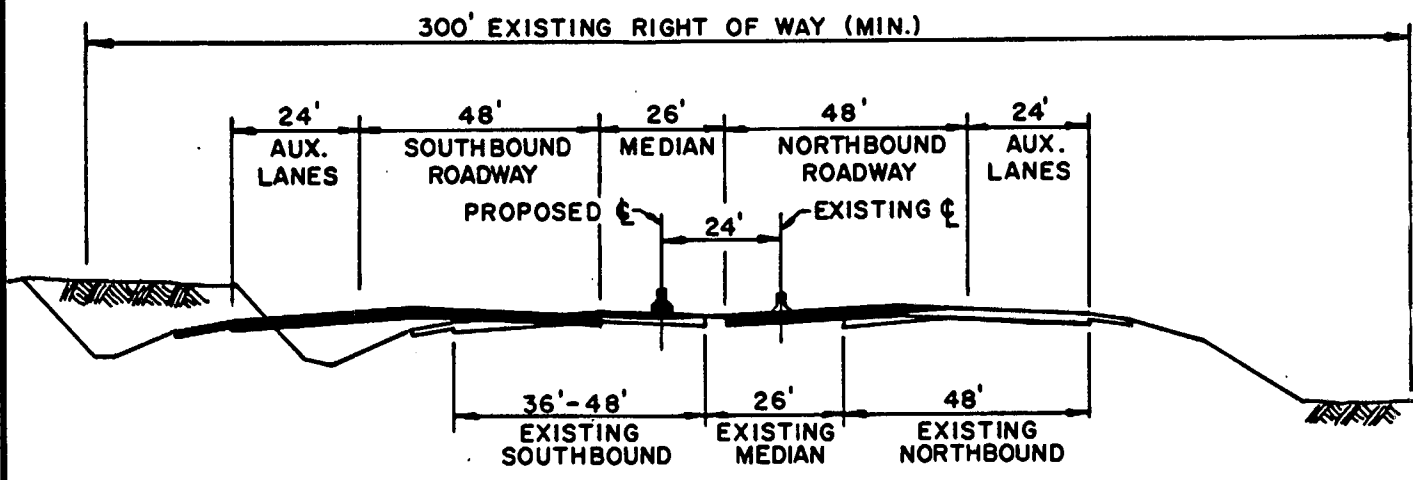 300' EXISTING RIGHT OF WAY (MIN.)
24' 48' 26' 48' 24'
AUX. LANES
SOUTHBOUND ROADWAY
MEDIAN
NORTHBOUND ROADWAY
AUX. LANES
PROPOSED ℄
24'
EXISTING ℄
36'-48' 26' 48'
EXISTING SOUTHBOUND
EXISTING MEDIAN
EXISTING NORTHBOUND